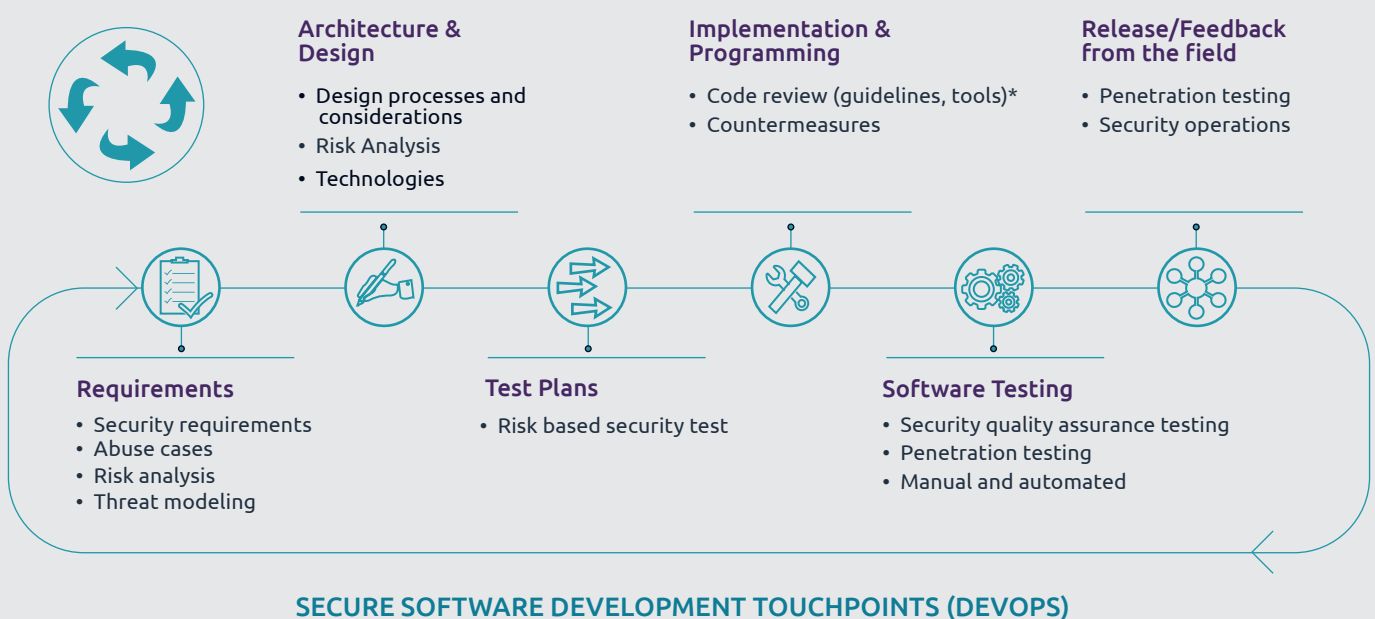 Architecture &
Design
• Design processes and
considerations
• Risk Analysis
• Technologies
Implementation &
Programming
• Code review (guidelines, tools)*
• Countermeasures
Release/Feedback
from the field
• Penetration testing
• Security operations
Requirements
• Security requirements
• Abuse cases
• Risk analysis
• Threat modeling
Test Plans
• Risk based security test
Software Testing
• Security quality assurance testing
• Penetration testing
• Manual and automated
SECURE SOFTWARE DEVELOPMENT TOUCHPOINTS (DEVOPS)